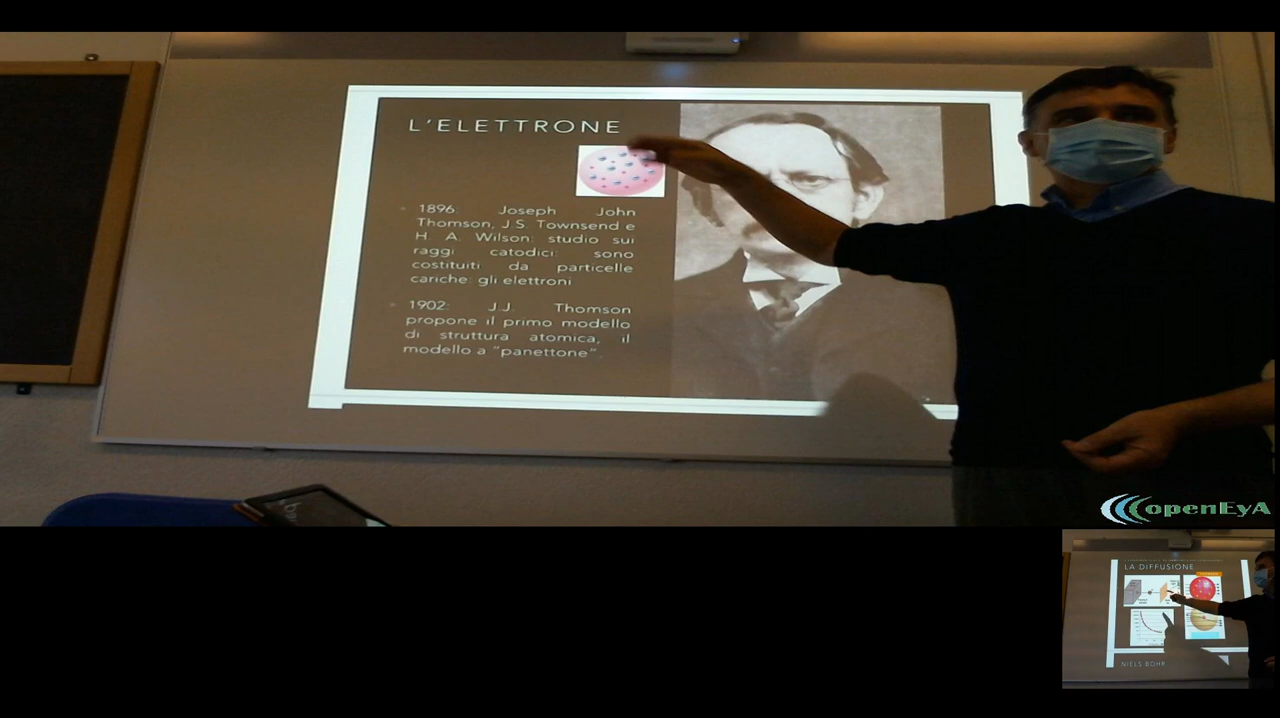 L'ELETTRONE
1896: Joseph John
Thomson, J.S. Townsend e
H. A. Wilson: studio sui
raggi catodici: sono
costituiti da particelle
cariche: gli elettroni
1902: J.J. Thomson
propone il primo modello
di struttura atomica, il
modello a "panettone".
openEyA
LA DIFFUSIONE
NIELS BOHR